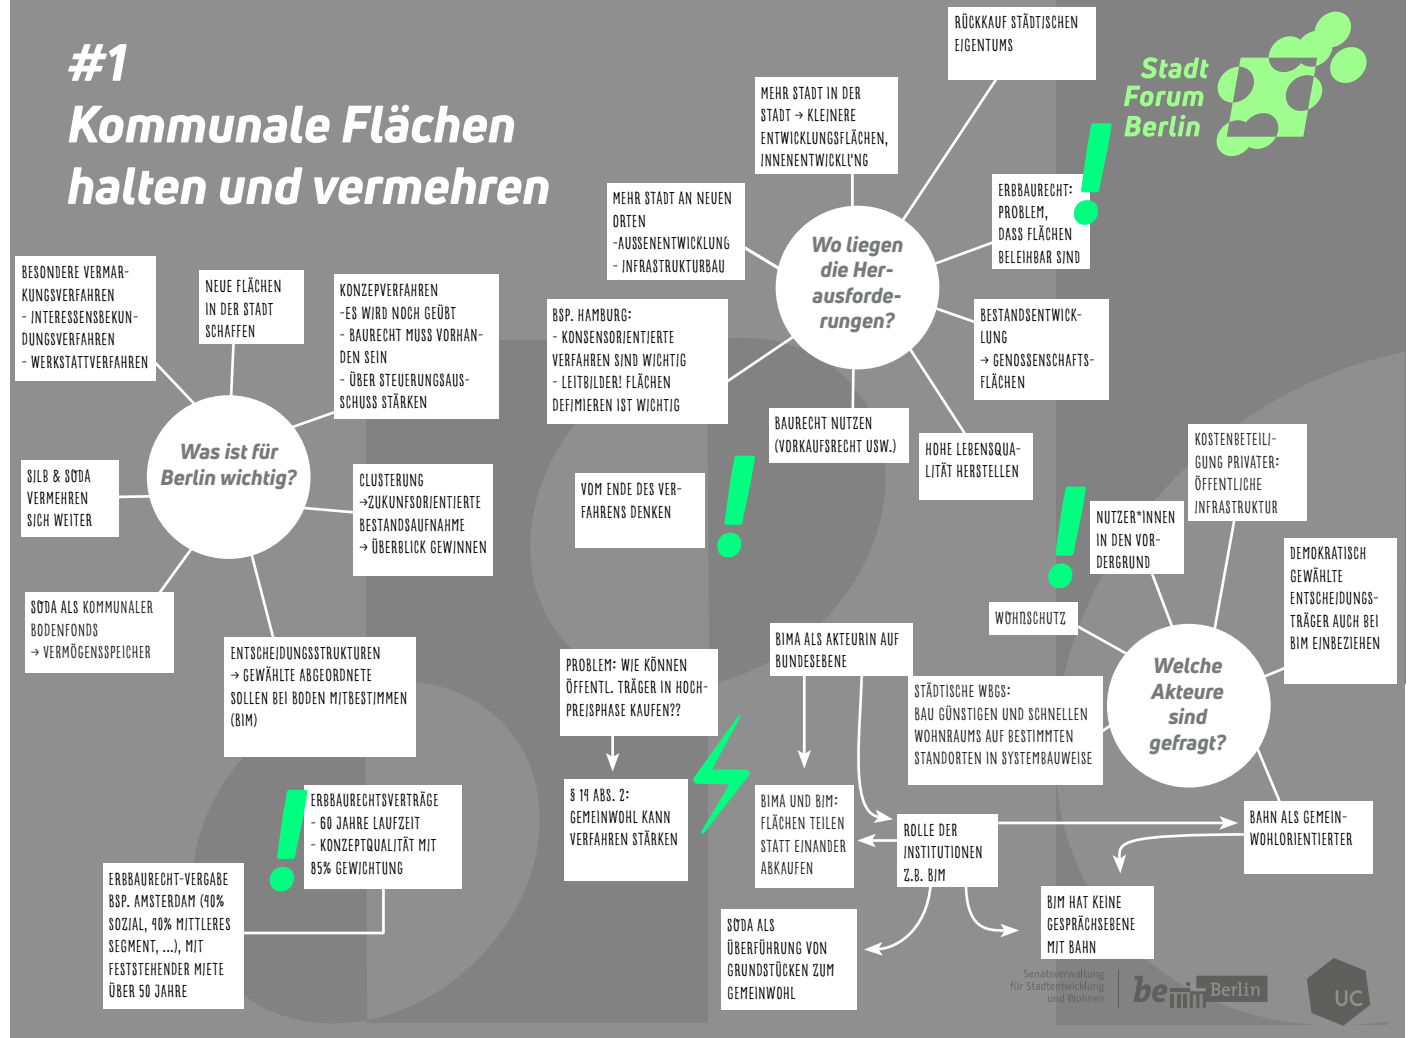 #1
Kommunale Flächen
halten und vermehren
Stadt
Forum
Berlin
Was ist für
Berlin wichtig?
BESONDERE VERMAR-
KUNGSVERFAHREN
- INTERESSENSBEKUN-
DUNGSVERFAHREN
- WERKSTATTVERFAHREN
NEUE FLÄCHEN
IN DER STADT
SCHAFFEN
KONZEPVERFAHREN
-ES WIRD NOCH GEÜBT
- BAURECHT MUSS VORHAN-
DEN SEIN
- ÜBER STEUERUNGSAUS-
SCHUSS STÄRKEN
SILB & SODA
VERMEHREN
SICH WEITER
CLUSTERUNG
→ZUKUNFSORIENTIERTE
BESTANDSAUFNAHME
→ ÜBERBLICK GEWINNEN
SODA ALS KOMMUNALER
BODENFONDS
→ VERMÖGENSSPEICHER
ENTSCHEIDUNGSSTRUKTUREN
→ GEWÄHLTE ABGEORDNETE
SOLLEN BEI BODEN MITBESTIMMEN
(BIM)
ERBBAURECHTSVERTRÄGE
- 60 JAHRE LAUFZEIT
- KONZEPTQUALITÄT MIT
85% GEWICHTUNG
ERBBAURECHT-VERGABE
BSP. AMSTERDAM (40%
SOZIAL, 40% MITTLERES
SEGMENT, ...), MIT
FESTSTEHENDER MIETE
ÜBER 50 JAHRE
Wo liegen
die Her-
ausforde-
rungen?
RÜCKKAUF STÄDTISCHEN
EIGENTUMS
MEHR STADT IN DER
STADT → KLEINERE
ENTWICKLUNGSFLÄCHEN,
INNENENTWICKLL'NG
MEHR STADT AN NEUEN
ORTEN
-AUSSENENTWICKLUNG
- INFRASTRUKTURBAU
ERBBAURECHT:
PROBLEM,
DASS FLÄCHEN
BELEIHBAR SIND
BSP. HAMBURG:
- KONSENSORIENTIERTE
VERFAHREN SIND WICHTIG
- LEITBILDER! FLÄCHEN
DEFIMIEREN IST WICHTIG
BESTANDSENTWICK-
LUNG
→ GENOSSENSCHAFTS-
FLÄCHEN
BAURECHT NUTZEN
(VORKAUFSRECHT USW.)
HOHE LEBENSQUA-
LITÄT HERSTELLEN
VOM ENDE DES VER-
FAHRENS DENKEN
PROBLEM: WIE KÖNNEN
ÖFFENTL. TRÄGER IN HOCH-
PREISPHASE KAUFEN??
§ 14 ABS. 2:
GEMEINWOHL KANN
VERFAHREN STÄRKEN
Welche
Akteure
sind
gefragt?
KOSTENBETEILI-
GUNG PRIVATER:
ÖFFENTLICHE
INFRASTRUKTUR
NUTZER*INNEN
IN DEN VOR-
DERGRUND
DEMOKRATISCH
GEWÄHLTE
ENTSCHEIDUNGS-
TRÄGER AUCH BEI
BIM EINBEZIEHEN
WOHNSCHUTZ
BIMA ALS AKTEURIN AUF
BUNDESEBENE
STÄDTISCHE WBGS:
BAU GÜNSTIGEN UND SCHNELLEN
WOHNRAUMS AUF BESTIMMTEN
STANDORTEN IN SYSTEMBAUWEISE
BIMA UND BIM:
FLÄCHEN TEILEN
STATT EINANDER
ABKAUFEN
ROLLE DER
INSTITUTIONEN
Z.B. BIM
BAHN ALS GEMEIN-
WOHLORIENTIERTER
SODA ALS
ÜBERFÜHRUNG VON
GRUNDSTÜCKEN ZUM
GEMEINWOHL
BIM HAT KEINE
GESPRÄCHSEBENE
MIT BAHN
Senatsverwaltung
für Stadtentwicklung
und Wohnen
be Berlin
UC